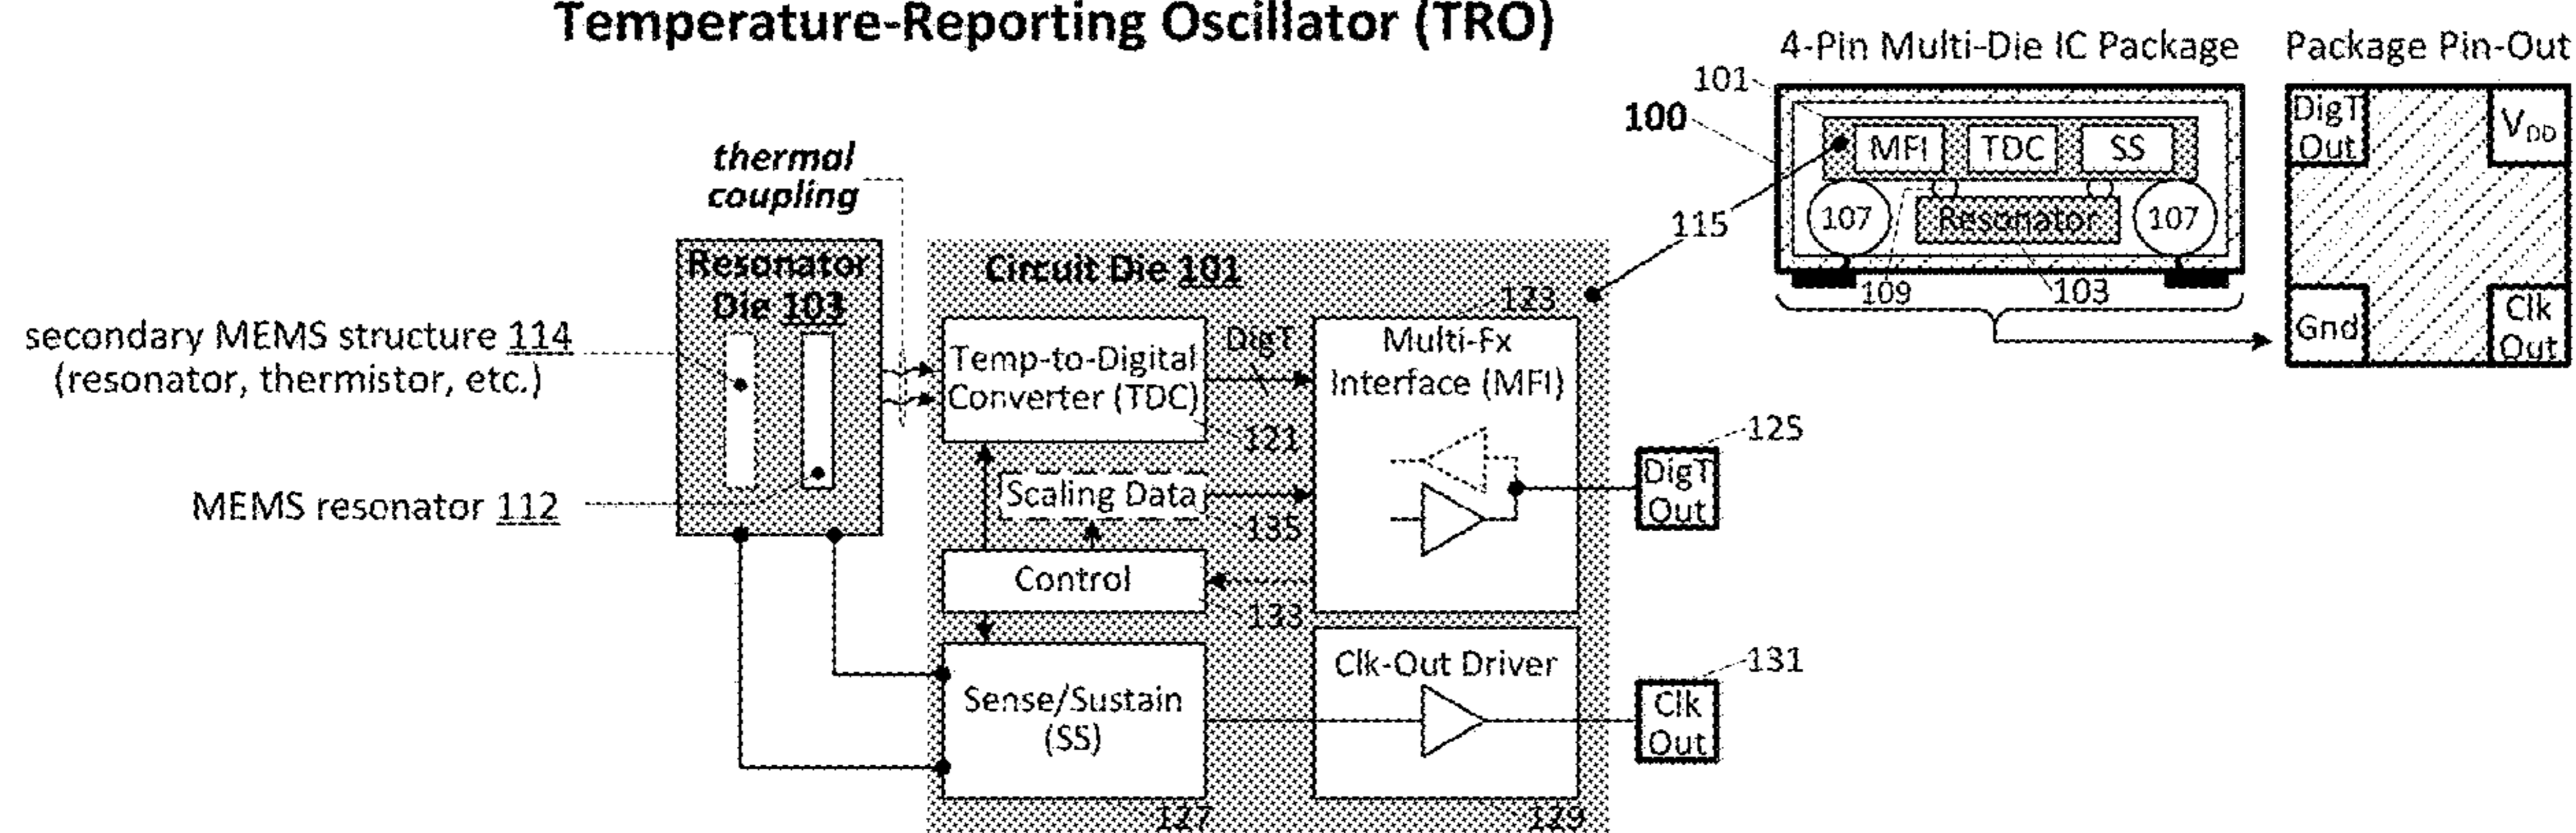 Temperature-Reporting Oscillator (TRO)
4-Pin Multi-Die IC Package
Package Pin-Out
101
100
MFI
TDC
SS
107
Resonator
107
109
103
115
DigT
Out
VDD
Gnd
Clk
Out
thermal
coupling
Resonator
Die 103
secondary MEMS structure 114
(resonator, thermistor, etc.)
MEMS resonator 112
Circuit Die 101
Temp-to-Digital
Converter (TDC)
121
DigT
123
Multi-Fx
Interface (MFI)
Scaling Data
135
Control
133
Sense/Sustain
(SS)
127
Clk-Out Driver
129
125
DigT
Out
131
Clk
Out